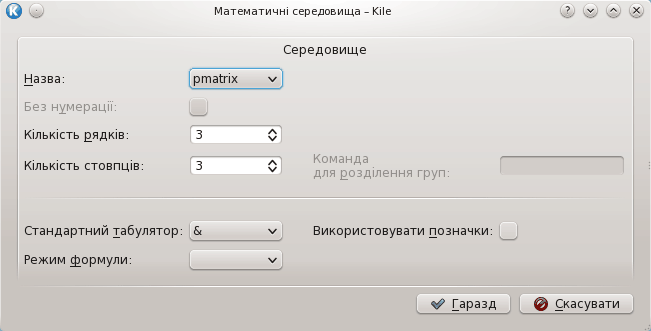 Математичні середовища – Kile
Середовище
Назва: pmatrix
Без нумерації:
Кількість рядків: 3
Кількість стовпців: 3
Команда
для розділення груп:
Стандартний табулятор: & Використовувати позначки:
Режим формули:
Гаразд Скасувати